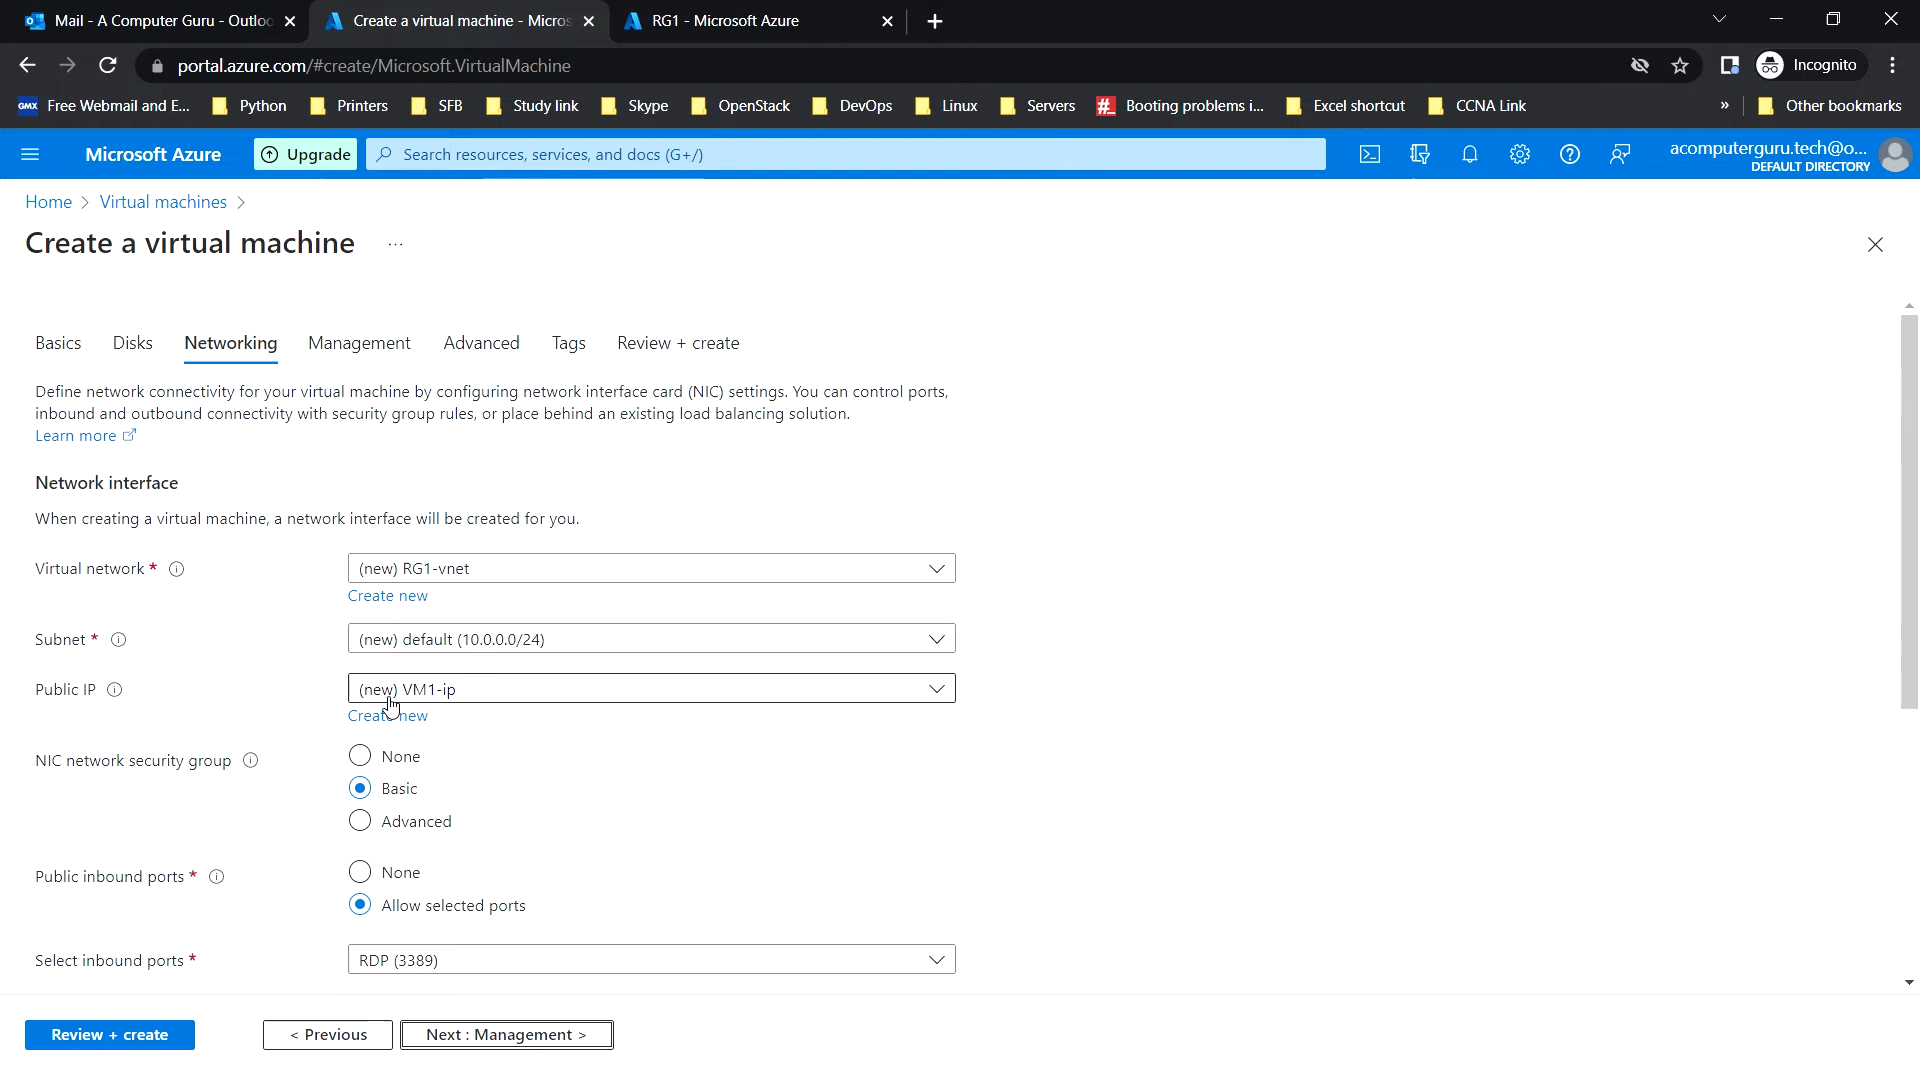 Mail - A Computer Guru - Outloo
Create a virtual machine - Micros
RG1 - Microsoft Azure
portal.azure.com/#create/Microsoft.VirtualMachine
Incognito
GMX Free Webmail and E...
Python
Printers
SFB
Study link
Skype
OpenStack
DevOps
Linux
Servers
Booting problems i...
Excel shortcut
CCNA Link
»
Other bookmarks
Microsoft Azure
Upgrade
Search resources, services, and docs (G+/)
acomputerguru.tech@o...
DEFAULT DIRECTORY
Home > Virtual machines >
Create a virtual machine ...
Basics Disks Networking Management Advanced Tags Review + create
Define network connectivity for your virtual machine by configuring network interface card (NIC) settings. You can control ports,
inbound and outbound connectivity with security group rules, or place behind an existing load balancing solution.
Learn more
Network interface
When creating a virtual machine, a network interface will be created for you.
Virtual network *
(new) RG1-vnet
Create new
Subnet *
(new) default (10.0.0.0/24)
Public IP
(new) VM1-ip
Create new
NIC network security group
None
Basic
Advanced
Public inbound ports *
None
Allow selected ports
Select inbound ports *
RDP (3389)
Review + create
< Previous
Next : Management >